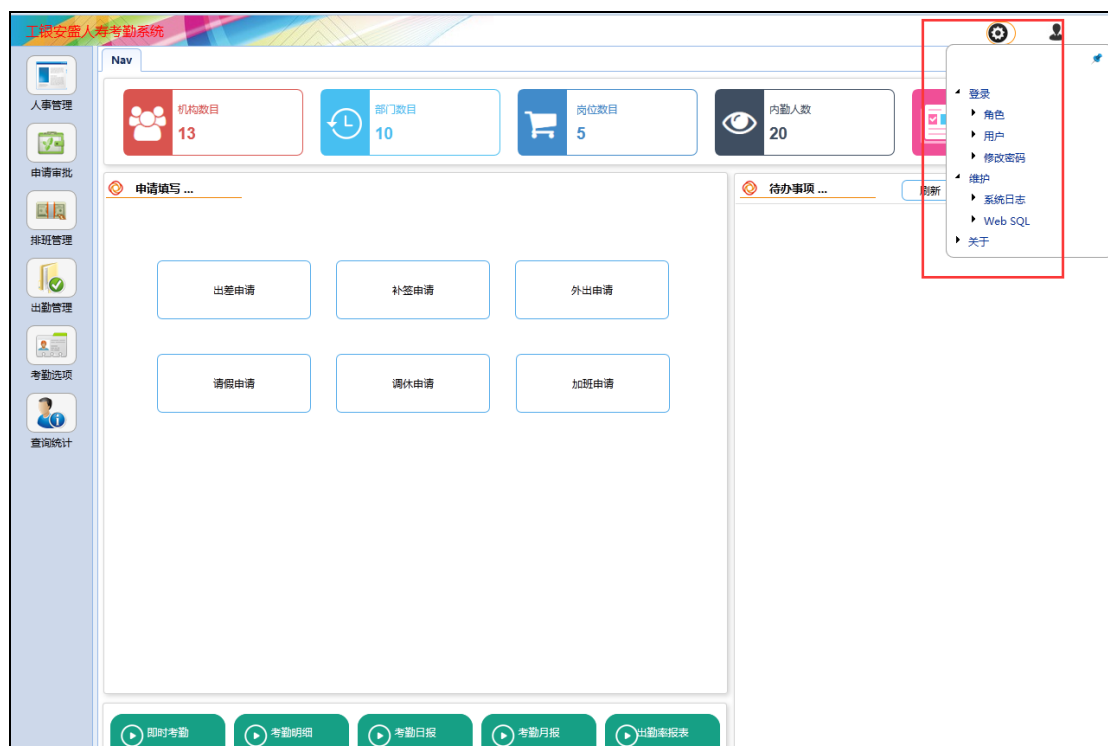 工银安盛人寿考勤系统
Nav
人事管理
申请审批
排班管理
出勤管理
考勤选项
查询统计
机构数目
13
部门数目
10
岗位数目
5
内勤人数
20
申请填写 ...
待办事项 ...
刷新
出差申请
补签申请
外出申请
请假申请
调休申请
加班申请
登录
角色
用户
修改密码
维护
系统日志
Web SQL
关于
即时考勤
考勤明细
考勤日报
考勤月报
出勤率报表